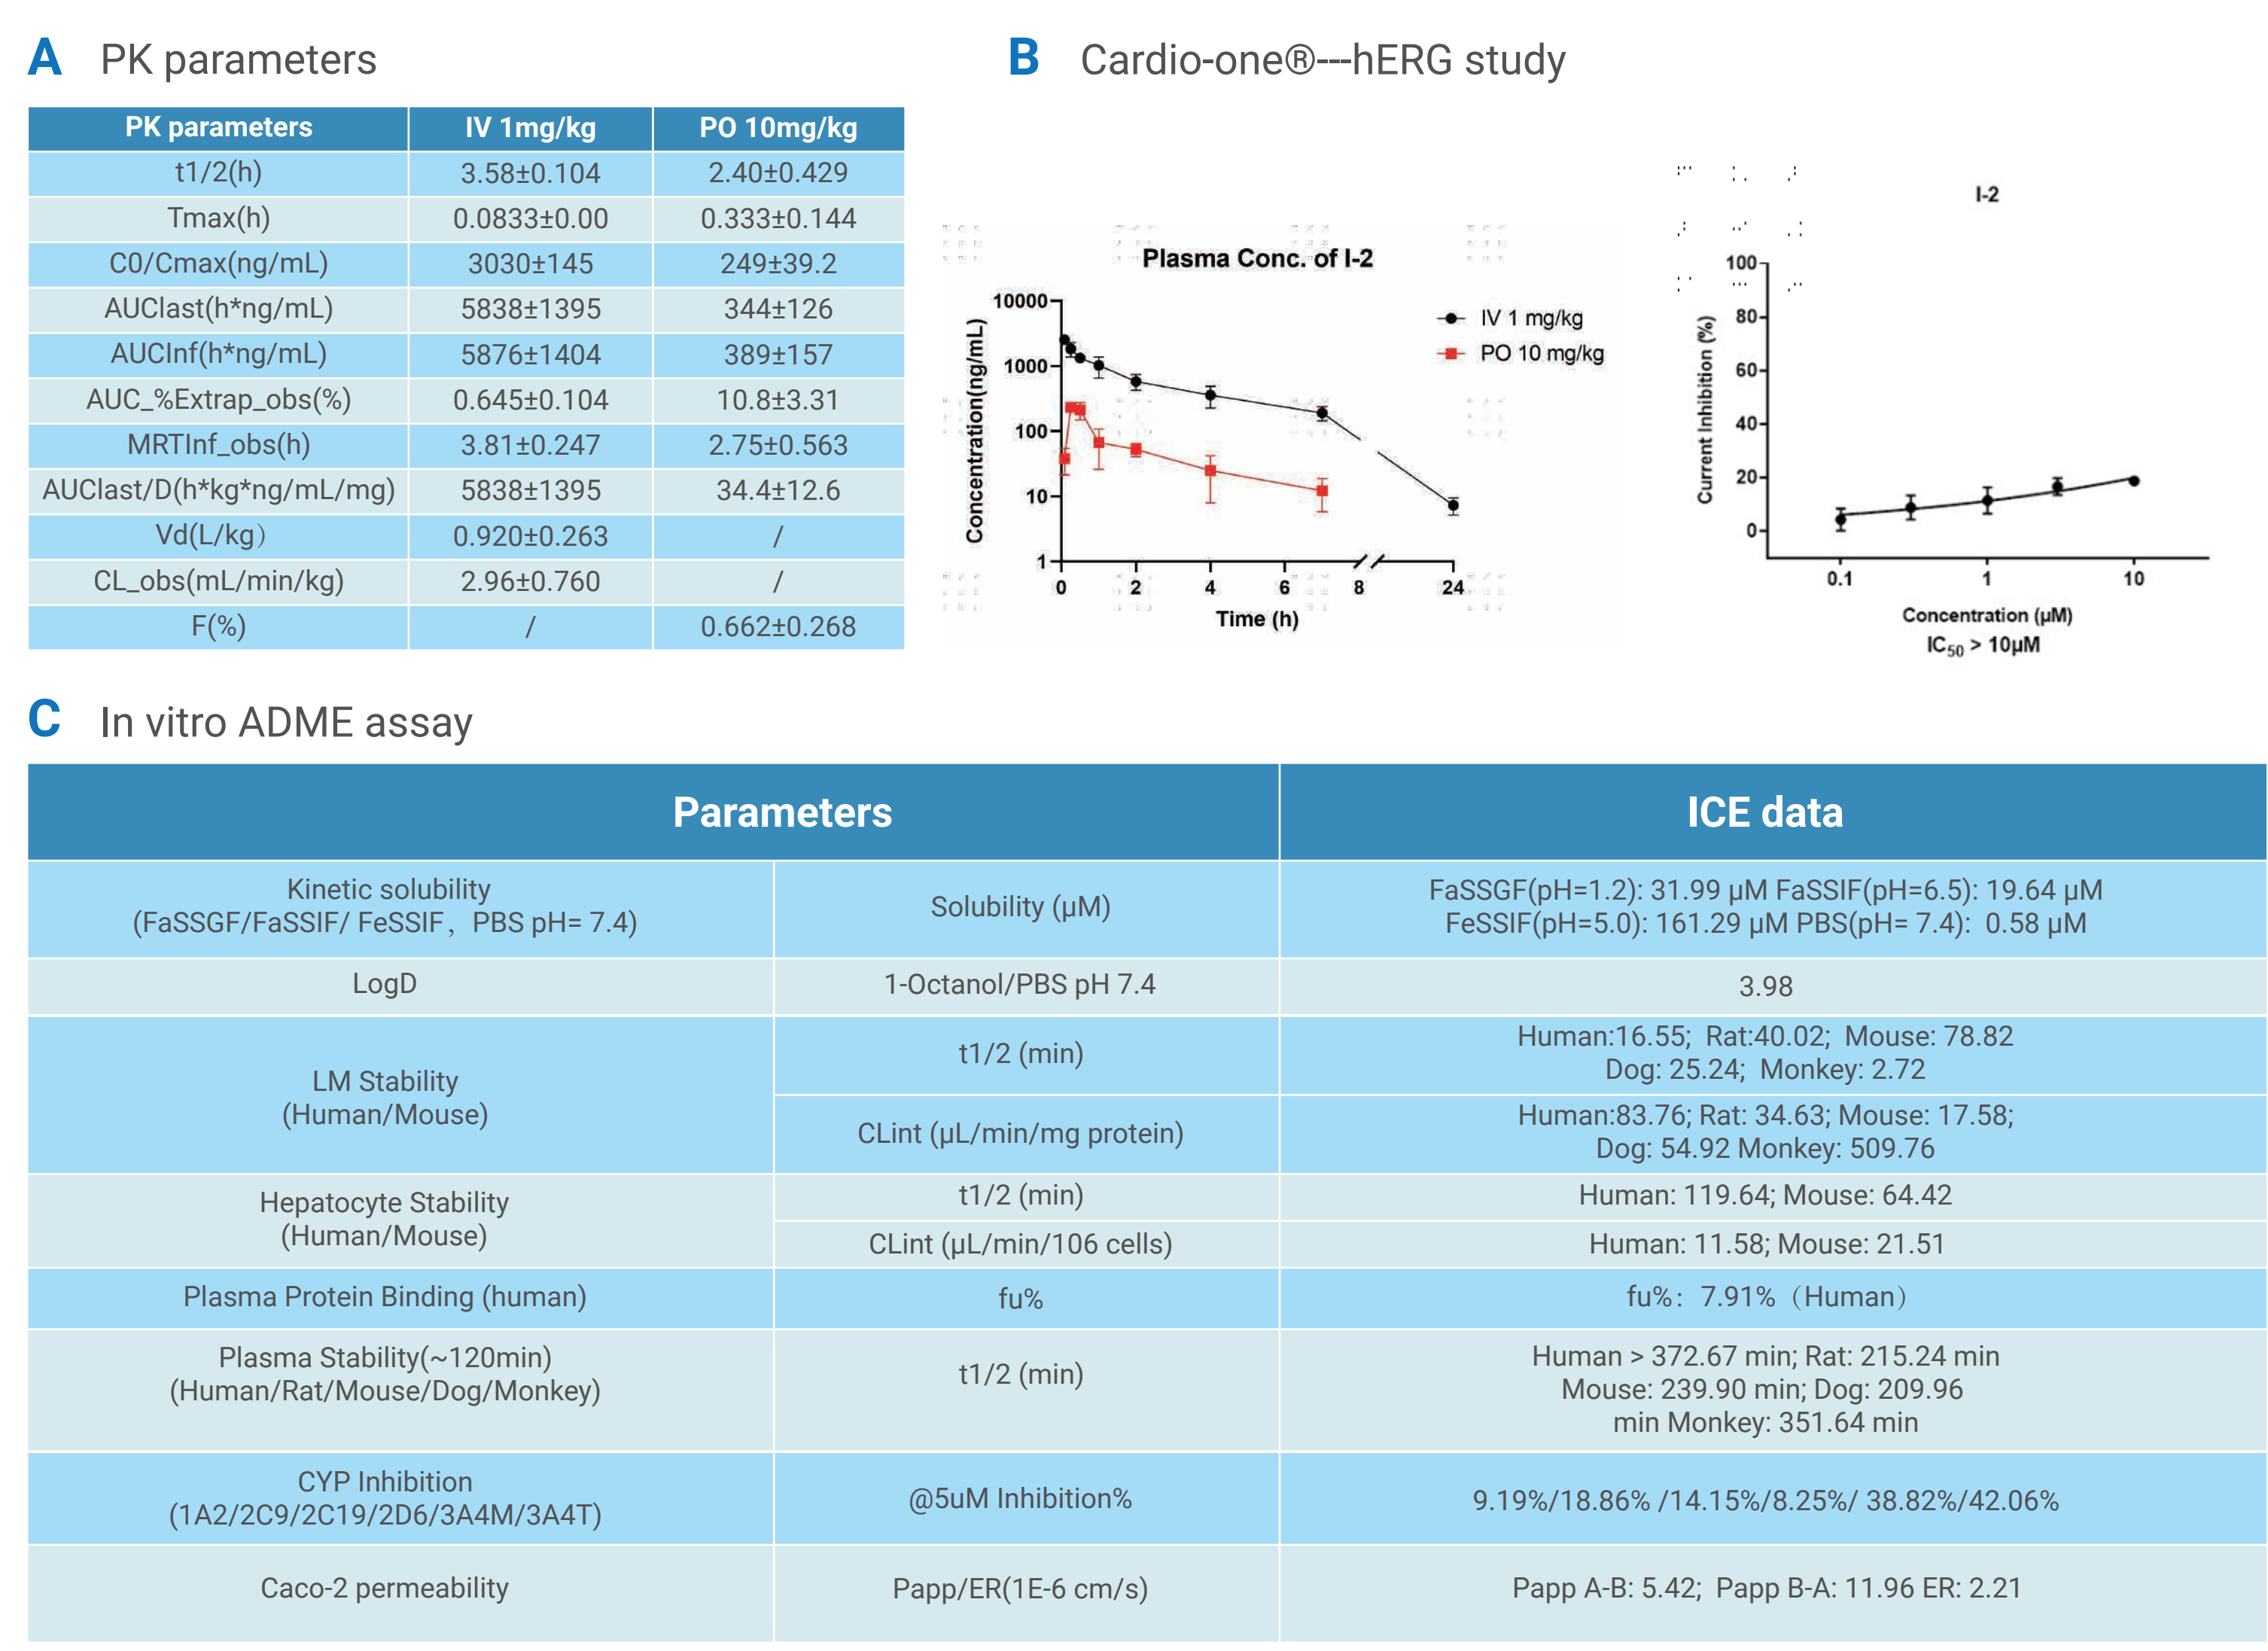 A PK parameters
PK parameters IV 1mg/kg PO 10mg/kg
t1/2(h) 3.58±0.104 2.40±0.429
Tmax(h) 0.0833±0.00 0.333±0.144
C0/Cmax(ng/mL) 3030±145 249±39.2
AUClast(h*ng/mL) 5838±1395 344±126
AUCInf(h*ng/mL) 5876±1404 389±157
AUC_%Extrap_obs(%) 0.645±0.104 10.8±3.31
MRTInf_obs(h) 3.81±0.247 2.75±0.563
AUClast/D(h*kg*ng/mL/mg) 5838±1395 34.4±12.6
Vd(L/kg） 0.920±0.263 /
CL_obs(mL/min/kg) 2.96±0.760 /
F(%) / 0.662±0.268
B Cardio-one®---hERG study
Plasma Conc. of I-2
Concentration(ng/mL)
10000
1000
100
10
1
0 2 4 6 8 24
Time (h)
IV 1 mg/kg
PO 10 mg/kg
I-2
Current Inhibition (%)
100
80
60
40
20
0
0.1 1 10
Concentration (μM)
IC50 > 10μM
C In vitro ADME assay
Parameters ICE data
Kinetic solubility
(FaSSGF/FaSSIF/ FeSSIF，PBS pH= 7.4)
Solubility (μM)
FaSSGF(pH=1.2): 31.99 μM FaSSIF(pH=6.5): 19.64 μM
FeSSIF(pH=5.0): 161.29 μM PBS(pH= 7.4): 0.58 μM
LogD 1-Octanol/PBS pH 7.4 3.98
LM Stability
(Human/Mouse)
t1/2 (min)
Human:16.55; Rat:40.02; Mouse: 78.82
Dog: 25.24; Monkey: 2.72
CLint (μL/min/mg protein)
Human:83.76; Rat: 34.63; Mouse: 17.58;
Dog: 54.92 Monkey: 509.76
Hepatocyte Stability
(Human/Mouse)
t1/2 (min) Human: 119.64; Mouse: 64.42
CLint (μL/min/106 cells) Human: 11.58; Mouse: 21.51
Plasma Protein Binding (human) fu% fu%：7.91%（Human）
Plasma Stability(~120min)
(Human/Rat/Mouse/Dog/Monkey)
t1/2 (min)
Human > 372.67 min; Rat: 215.24 min
Mouse: 239.90 min; Dog: 209.96
min Monkey: 351.64 min
CYP Inhibition
(1A2/2C9/2C19/2D6/3A4M/3A4T)
@5uM Inhibition%
9.19%/18.86% /14.15%/8.25%/ 38.82%/42.06%
Caco-2 permeability Papp/ER(1E-6 cm/s) Papp A-B: 5.42; Papp B-A: 11.96 ER: 2.21